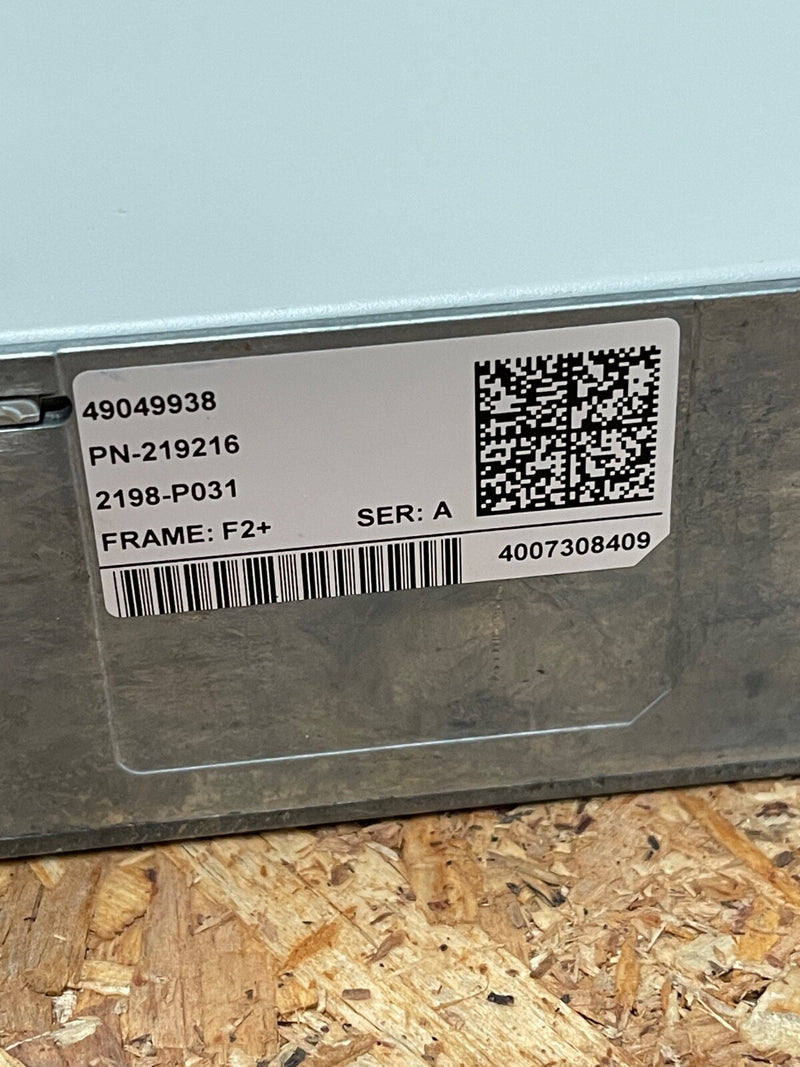 49049938
PN-219216
2198-P031
FRAME: F2+ SER: A
4007308409